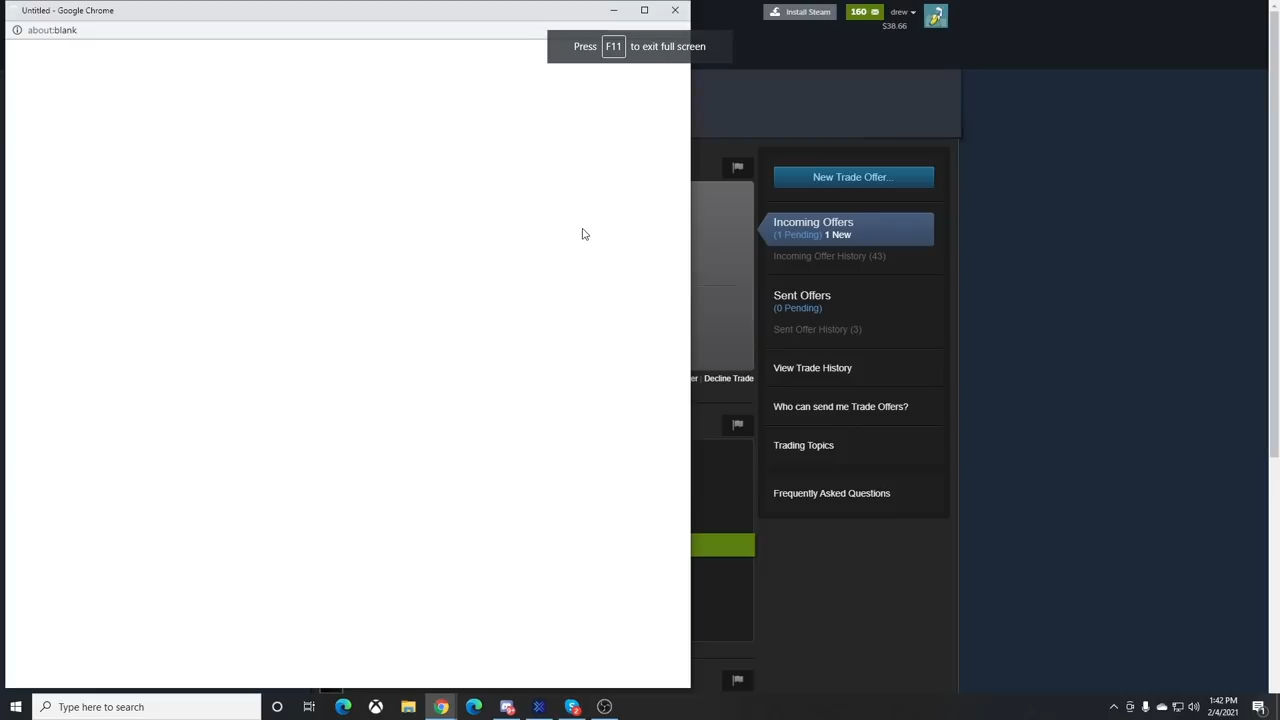 Untitled - Google Chrome
about:blank
Press F11 to exit full screen
Install Steam
160
drew
$38.66
New Trade Offer...
Incoming Offers
(1 Pending) 1 New
Incoming Offer History (43)
Sent Offers
(0 Pending)
Sent Offer History (3)
View Trade History
er | Decline Trade
Who can send me Trade Offers?
Trading Topics
Frequently Asked Questions
Type here to search
1:42 PM
2/4/2021